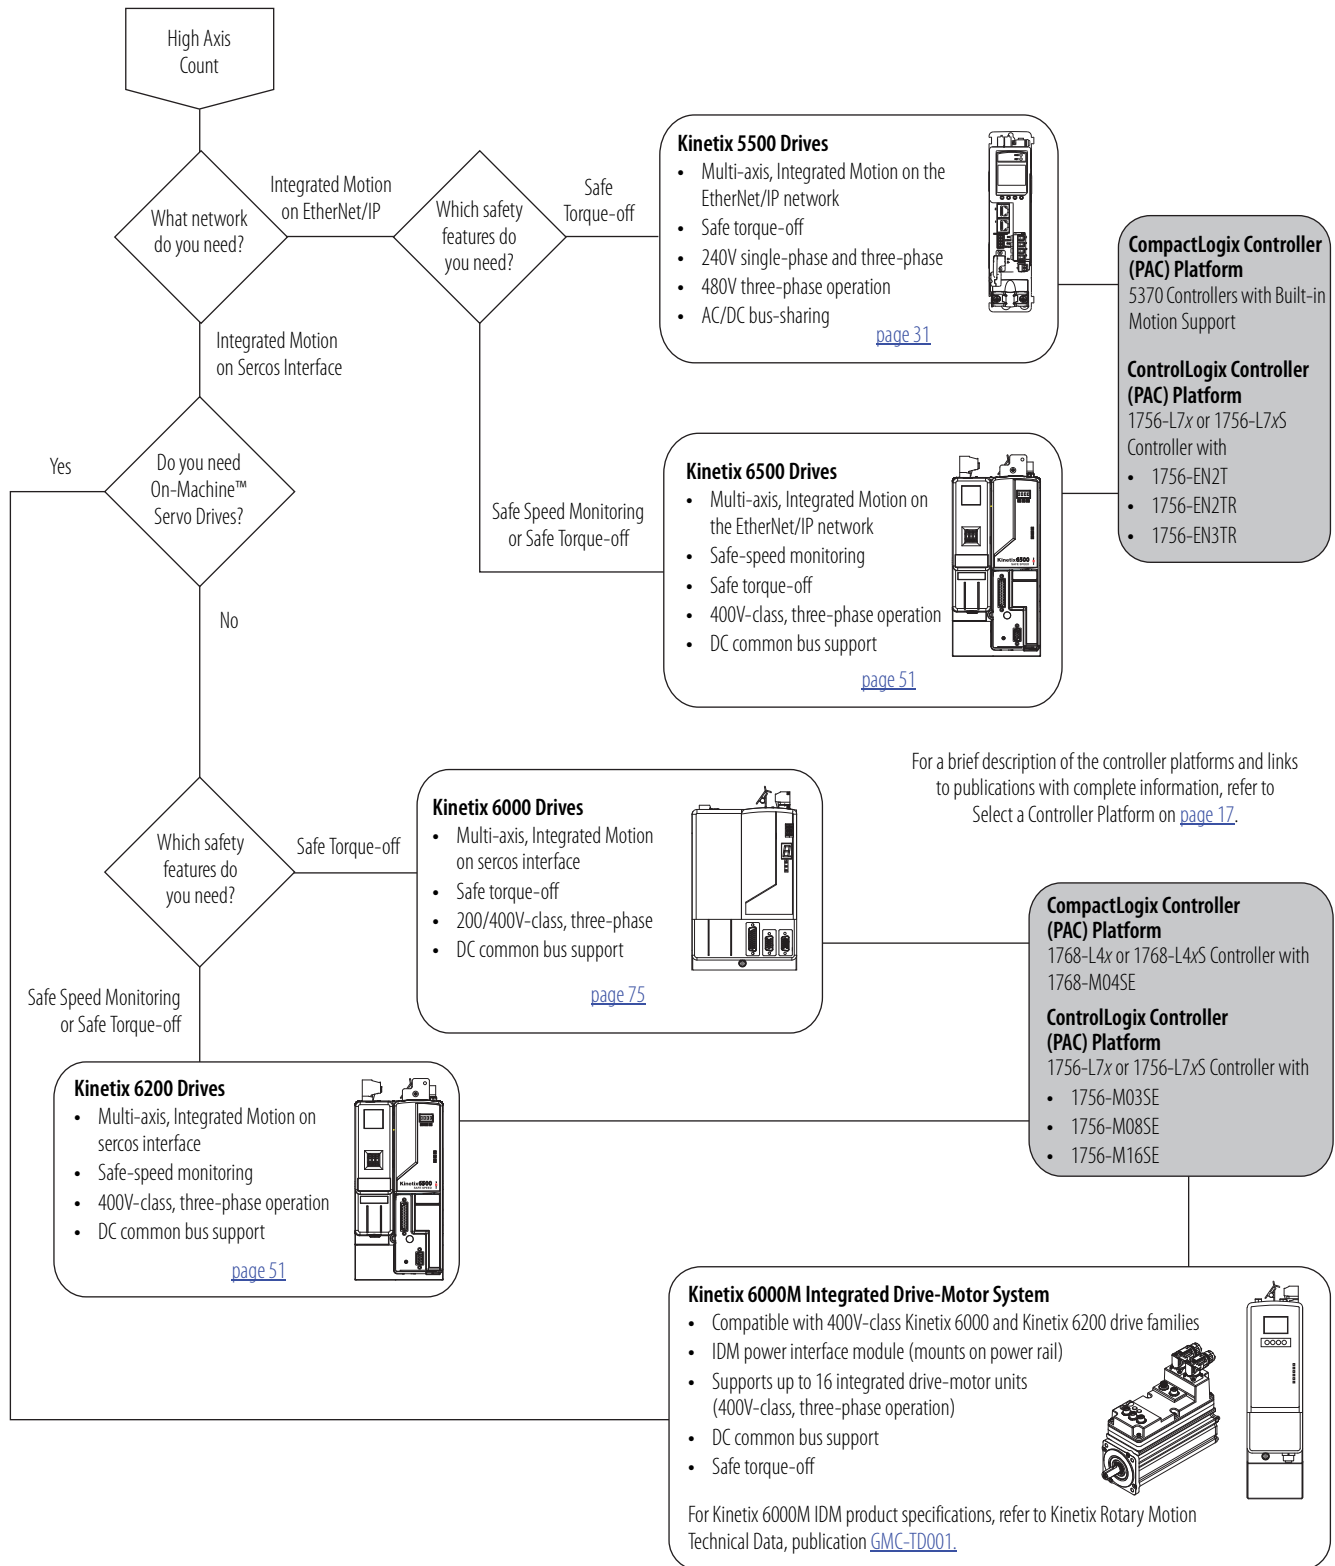 High Axis
Count
What network
do you need?
Integrated Motion
on EtherNet/IP
Which safety
features do
you need?
Safe
Torque-off
Kinetix 5500 Drives
• Multi-axis, Integrated Motion on the
EtherNet/IP network
• Safe torque-off
• 240V single-phase and three-phase
• 480V three-phase operation
• AC/DC bus-sharing
page 31
CompactLogix Controller
(PAC) Platform
5370 Controllers with Built-in
Motion Support
ControlLogix Controller
(PAC) Platform
1756-L7x or 1756-L7xS
Controller with
• 1756-EN2T
• 1756-EN2TR
• 1756-EN3TR
Integrated Motion
on Sercos Interface
Yes
Do you need
On-Machine™
Servo Drives?
No
Safe Speed Monitoring
or Safe Torque-off
Kinetix 6500 Drives
• Multi-axis, Integrated Motion on
the EtherNet/IP network
• Safe-speed monitoring
• Safe torque-off
• 400V-class, three-phase operation
• DC common bus support
page 51
Kinetix6500
For a brief description of the controller platforms and links
to publications with complete information, refer to
Select a Controller Platform on page 17.
Which safety
features do
you need?
Safe Torque-off
Kinetix 6000 Drives
• Multi-axis, Integrated Motion
on sercos interface
• Safe torque-off
• 200/400V-class, three-phase
• DC common bus support
page 75
CompactLogix Controller
(PAC) Platform
1768-L4x or 1768-L4xS Controller with
1768-M04SE
ControlLogix Controller
(PAC) Platform
1756-L7x or 1756-L7xS Controller with
• 1756-M03SE
• 1756-M08SE
• 1756-M16SE
Safe Speed Monitoring
or Safe Torque-off
Kinetix 6200 Drives
• Multi-axis, Integrated Motion on
sercos interface
• Safe-speed monitoring
• 400V-class, three-phase operation
• DC common bus support
page 51
Kinetix6500
Kinetix 6000M Integrated Drive-Motor System
• Compatible with 400V-class Kinetix 6000 and Kinetix 6200 drive families
• IDM power interface module (mounts on power rail)
• Supports up to 16 integrated drive-motor units
(400V-class, three-phase operation)
• DC common bus support
• Safe torque-off
For Kinetix 6000M IDM product specifications, refer to Kinetix Rotary Motion
Technical Data, publication GMC-TD001.